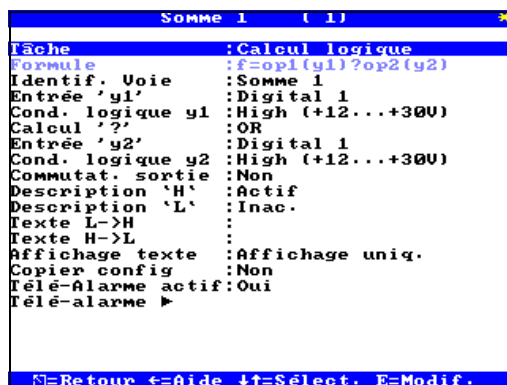 Somme 1 ( 1)
Tâche :Calcul logique
Formule :f=op1(y1)?op2(y2)
Identif. Voie :Somme 1
Entrée 'y1' :Digital 1
Cond. logique y1 :High (+12...+30V)
Calcul '?' :OR
Entrée 'y2' :Digital 1
Cond. logique y2 :High (+12...+30V)
Commutat. sortie :Non
Description `H` :Actif
Description `L` :Inac.
Texte L->H :
Texte H->L :
Affichage texte :Affichage uniq.
Copier config :Non
Télé-Alarme actif:Oui
Télé-alarme ►
=Retour ←=Aide ↓↑=Sélect. E=Modif.